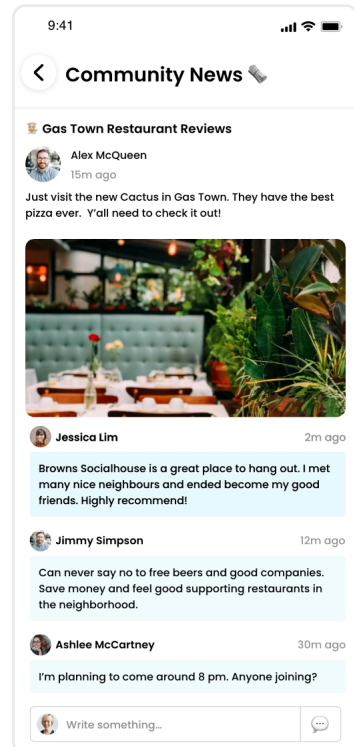 9:41
Community News 🗞️
👨🏼‍🍳 Gas Town Restaurant Reviews
Alex McQueen
15m ago
Just visit the new Cactus in Gas Town. They have the best
pizza ever.  Y'all need to check it out!
Jessica Lim
2m ago
Browns Socialhouse is a great place to hang out. I met
many nice neighbours and ended become my good
friends. Highly recommend!
Jimmy Simpson
12m ago
Can never say no to free beers and good companies.
Save money and feel good supporting restaurants in
the neighborhood.
Ashlee McCartney
30m ago
I'm planning to come around 8 pm. Anyone joining?
Write something...